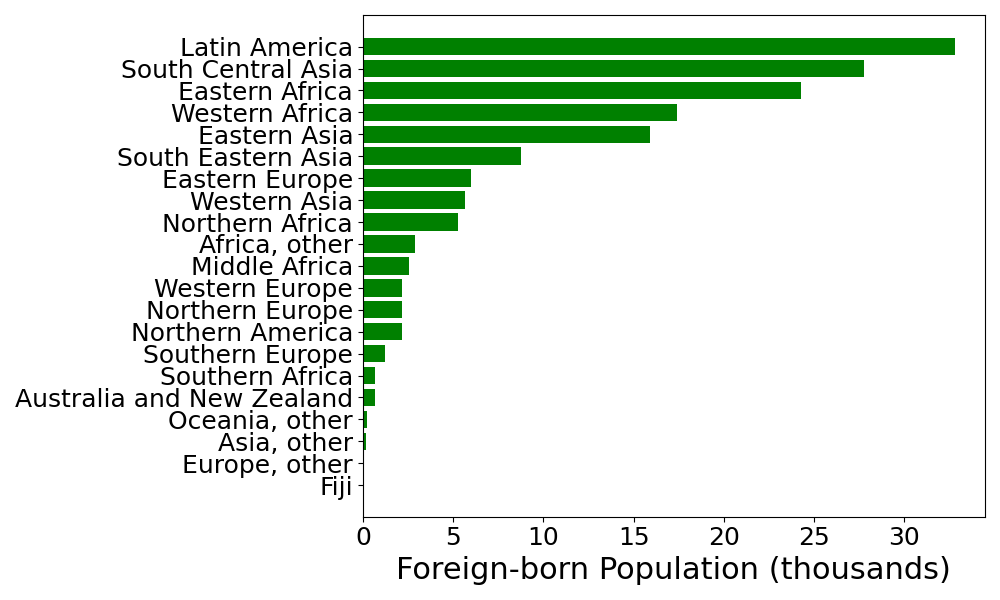 Latin America
South Central Asia
Eastern Africa
Western Africa
Eastern Asia
South Eastern Asia
Eastern Europe
Western Asia
Northern Africa
Africa, other
Middle Africa
Western Europe
Northern Europe
Northern America
Southern Europe
Southern Africa
Australia and New Zealand
Oceania, other
Asia, other
Europe, other
Fiji
0 5 10 15 20 25 30
Foreign-born Population (thousands)